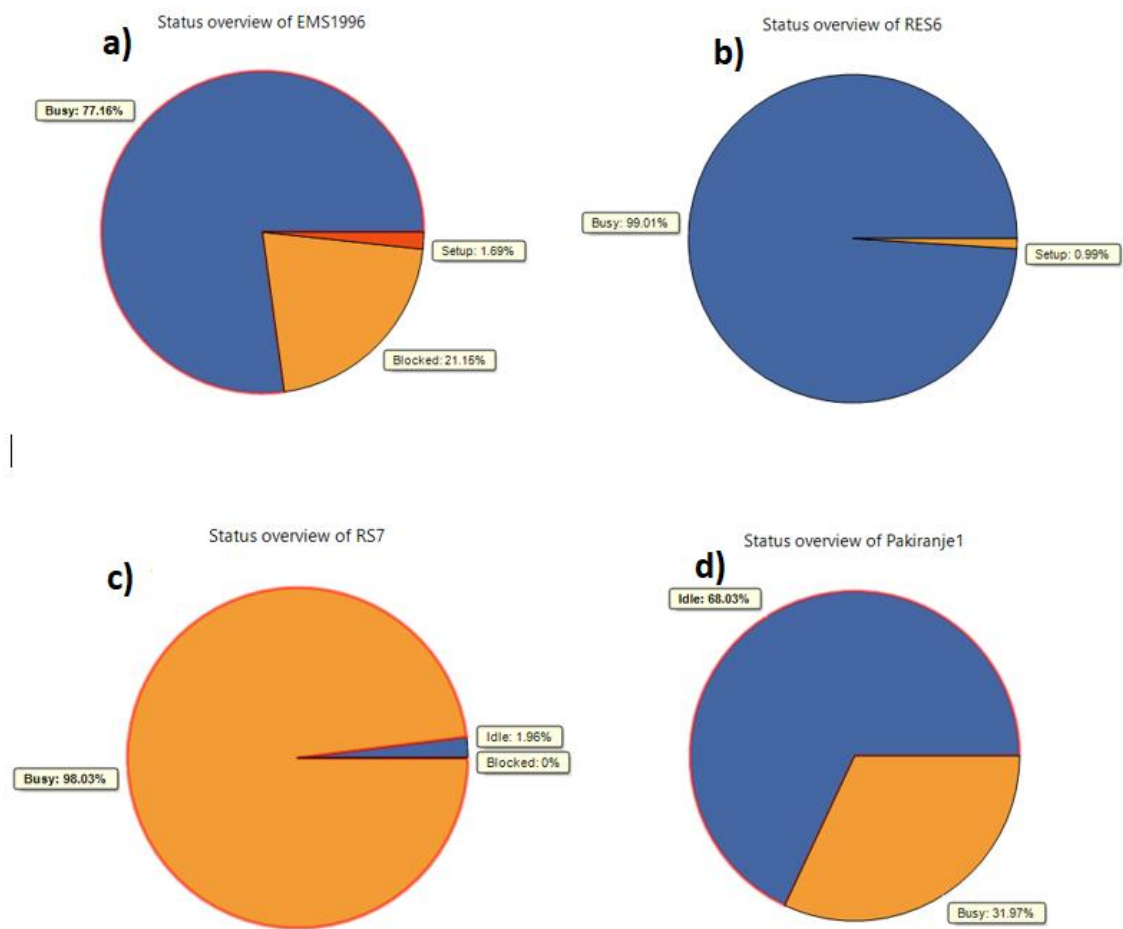 Status overview of EMS1996
a)
Busy: 77.16%
Setup: 1.69%
Blocked: 21.15%
Status overview of RES6
b)
Busy: 99.01%
Setup: 0.99%
Status overview of RS7
c)
Idle: 1.96%
Blocked: 0%
Busy: 98.03%
Status overview of Pakiranje1
d)
Idle: 68.03%
Busy: 31.97%